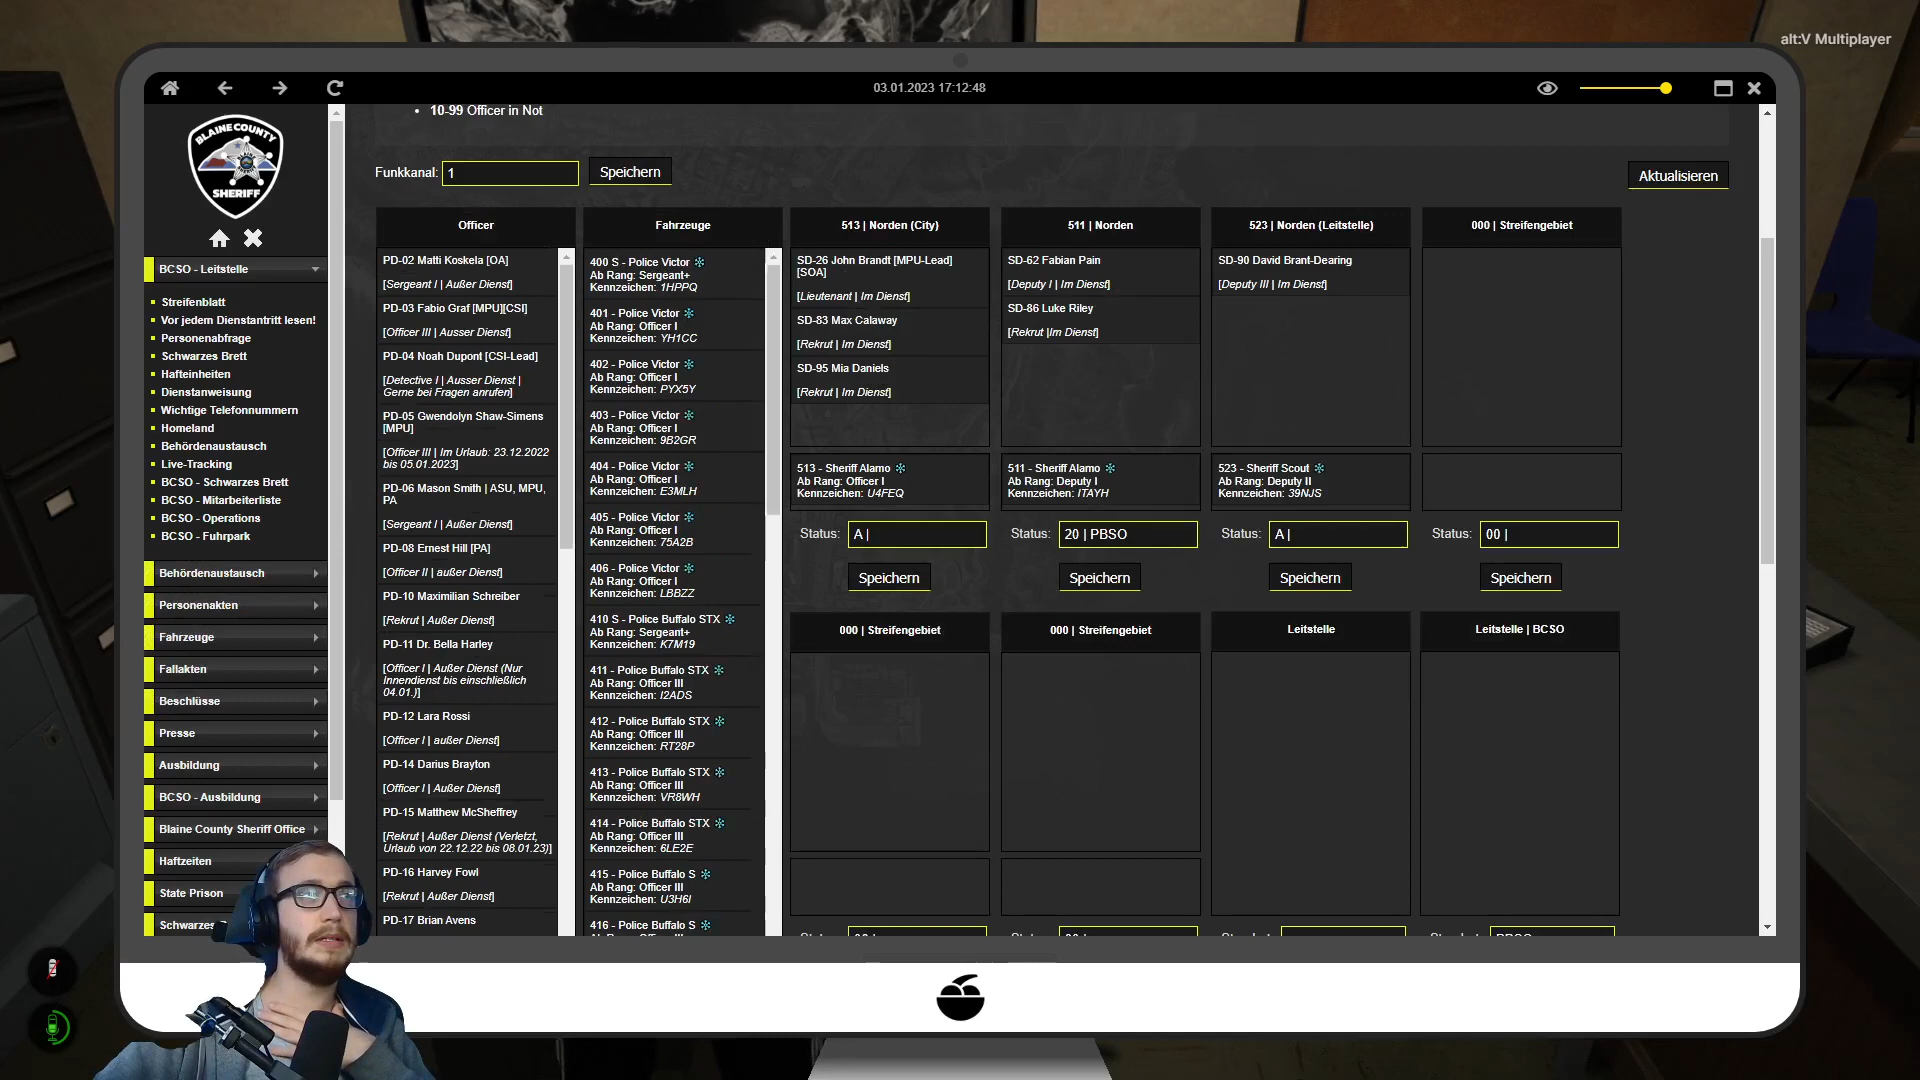 alt:V Multiplayer
03.01.2023 17:12:48
BLAINE COUNTY
SHERIFF
BCSO - Leitstelle
Streifenblatt
Vor jedem Dienstantritt lesen!
Personenabfrage
Schwarzes Brett
Hafteinheiten
Dienstanweisung
Wichtige Telefonnummern
Homeland
Behördenaustausch
Live-Tracking
BCSO - Schwarzes Brett
BCSO - Mitarbeiterliste
BCSO - Operations
BCSO - Fuhrpark
Behördenaustausch
Personenakten
Fahrzeuge
Fallakten
Beschlüsse
Presse
Ausbildung
BCSO - Ausbildung
Blaine County Sheriff Office
Haftzeiten
State Prison
Schwarzes
10-99 Officer in Not
Funkkanal: 1 Speichern
Aktualisieren
Officer
PD-02 Matti Koskela [OA]
[Sergeant I | Außer Dienst]
PD-03 Fabio Graf [MPU][CSI]
[Officer III | Ausser Dienst]
PD-04 Noah Dupont [CSI-Lead]
[Detective I | Ausser Dienst |
Gerne bei Fragen anrufen]
PD-05 Gwendolyn Shaw-Simens
[MPU]
[Officer III | Im Urlaub: 23.12.2022
bis 05.01.2023]
PD-06 Mason Smith | ASU, MPU,
PA
[Sergeant I | Außer Dienst]
PD-08 Ernest Hill [PA]
[Officer II | außer Dienst]
PD-10 Maximilian Schreiber
[Rekrut | Außer Dienst]
PD-11 Dr. Bella Harley
[Officer I | Außer Dienst (Nur
Innendienst bis einschließlich
04.01.)]
PD-12 Lara Rossi
[Officer I | außer Dienst]
PD-14 Darius Brayton
[Officer I | Außer Dienst]
PD-15 Matthew McSheffrey
[Rekrut | Außer Dienst (Verletzt,
Urlaub von 22.12.22 bis 08.01.23)]
PD-16 Harvey Fowl
[Rekrut | Außer Dienst]
PD-17 Brian Avens
Fahrzeuge
400 S - Police Victor
Ab Rang: Sergeant+
Kennzeichen: 1HPPQ
401 - Police Victor
Ab Rang: Officer I
Kennzeichen: YH1CC
402 - Police Victor
Ab Rang: Officer I
Kennzeichen: PYX5Y
403 - Police Victor
Ab Rang: Officer I
Kennzeichen: 9B2GR
404 - Police Victor
Ab Rang: Officer I
Kennzeichen: E3MLH
405 - Police Victor
Ab Rang: Officer I
Kennzeichen: 75A2B
406 - Police Victor
Ab Rang: Officer I
Kennzeichen: LBBZZ
410 S - Police Buffalo STX
Ab Rang: Sergeant+
Kennzeichen: K7M19
411 - Police Buffalo STX
Ab Rang: Officer III
Kennzeichen: I2ADS
412 - Police Buffalo STX
Ab Rang: Officer III
Kennzeichen: RT28P
413 - Police Buffalo STX
Ab Rang: Officer III
Kennzeichen: VR8WH
414 - Police Buffalo STX
Ab Rang: Officer III
Kennzeichen: 6LE2E
415 - Police Buffalo S
Ab Rang: Officer III
Kennzeichen: U3H6I
416 - Police Buffalo S
513 | Norden (City)
SD-26 John Brandt [MPU-Lead]
[SOA]
[Lieutenant | Im Dienst]
SD-83 Max Calaway
[Rekrut | Im Dienst]
SD-95 Mia Daniels
[Rekrut | Im Dienst]
513 - Sheriff Alamo
Ab Rang: Officer I
Kennzeichen: U4FEQ
Status: A |
Speichern
511 | Norden
SD-62 Fabian Pain
[Deputy I | Im Dienst]
SD-86 Luke Riley
[Rekrut |Im Dienst]
511 - Sheriff Alamo
Ab Rang: Deputy I
Kennzeichen: ITAYH
Status: 20 | PBSO
Speichern
523 | Norden (Leitstelle)
SD-90 David Brant-Dearing
[Deputy III | Im Dienst]
523 - Sheriff Scout
Ab Rang: Deputy II
Kennzeichen: 39NJS
Status: A |
Speichern
000 | Streifengebiet
Status: 00 |
Speichern
000 | Streifengebiet
000 | Streifengebiet
Leitstelle
Leitstelle | BCSO